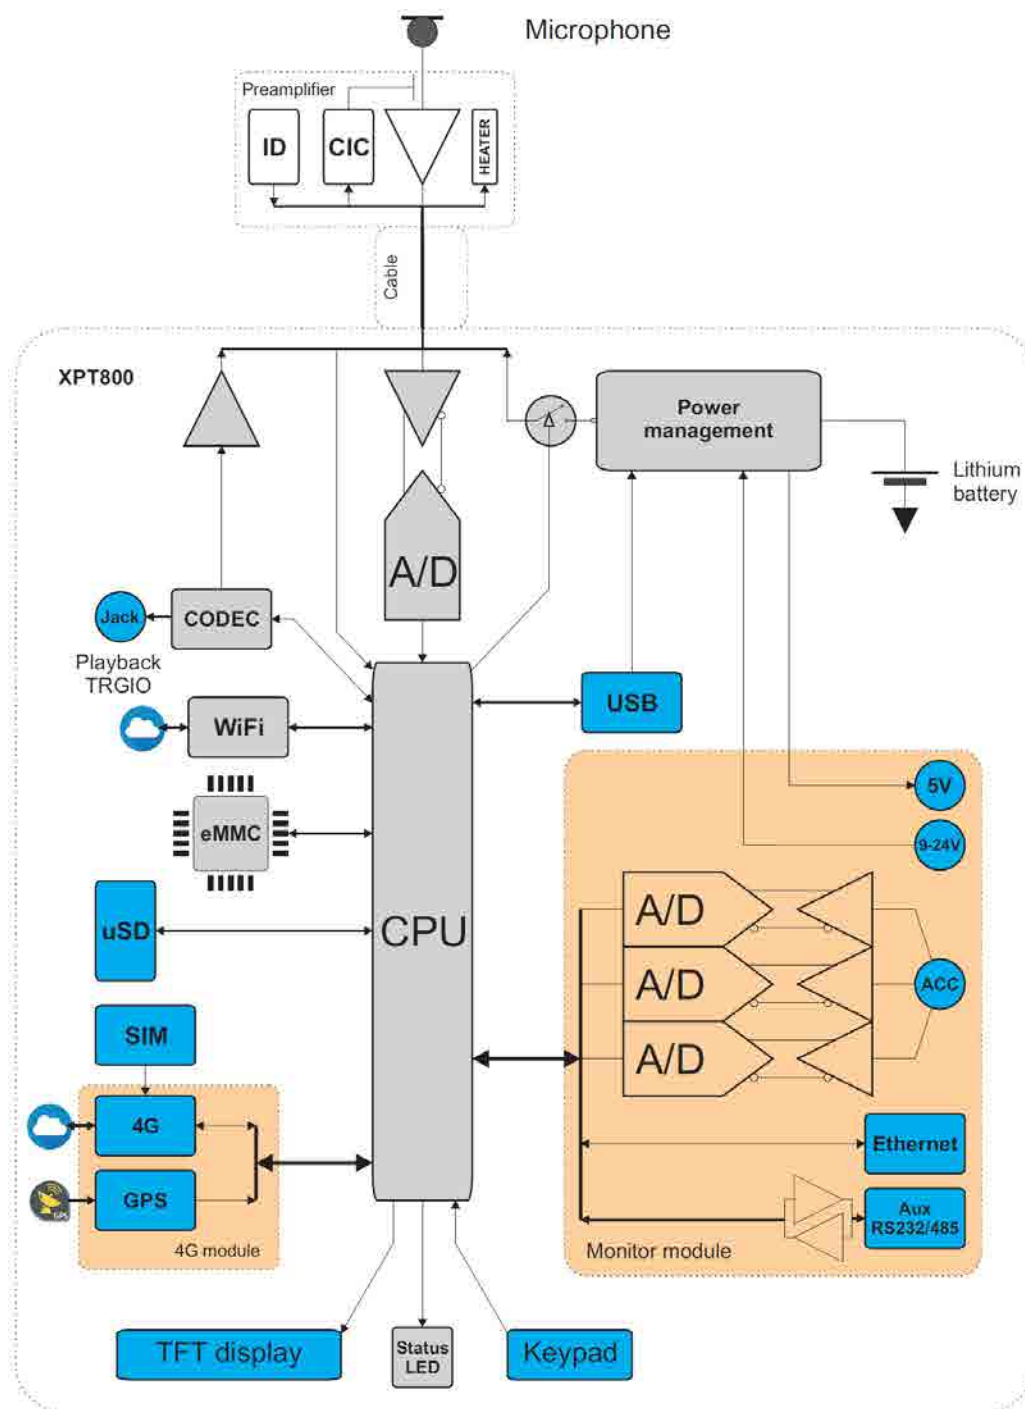 Microphone
Preamplifier
ID
CIC
HEATER
Cable
XPT800
Power
management
Lithium
battery
A/D
Jack
CODEC
Playback
TRGIO
USB
WiFi
5V
eMMC
9-24V
A/D
uSD
CPU
A/D
ACC
SIM
A/D
4G
Ethernet
GPS
Aux
RS232/485
4G module
Monitor module
TFT display
Status
LED
Keypad